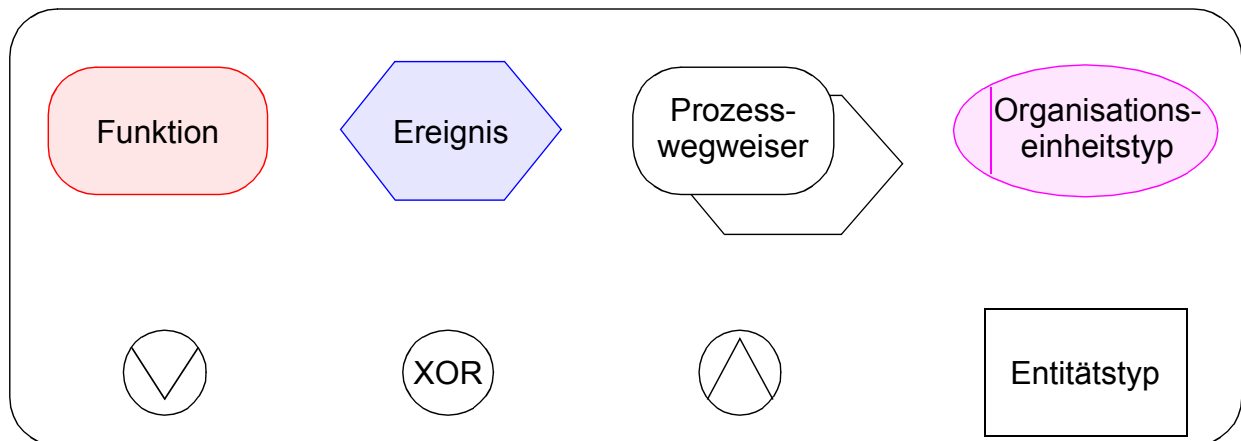 Funktion
Ereignis
Prozess-
wegweiser
Organisations-
einheitstyp
XOR
Entitätstyp